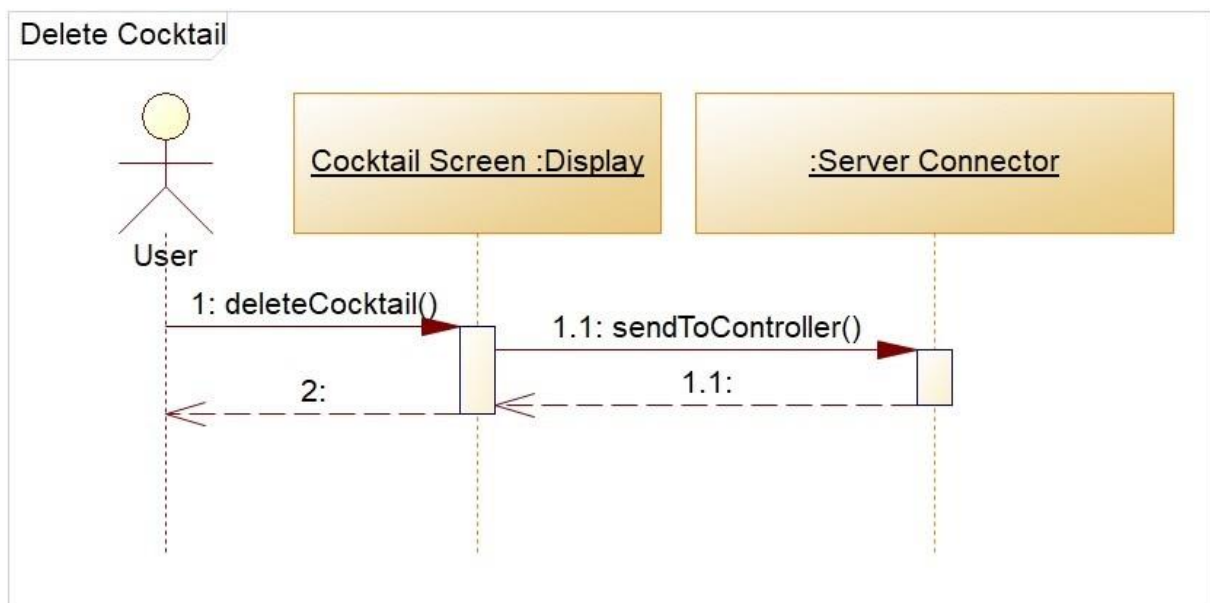 Delete Cocktail
Cocktail Screen :Display
:Server Connector
User
1: deleteCocktail()
1.1: sendToController()
1.1:
2: